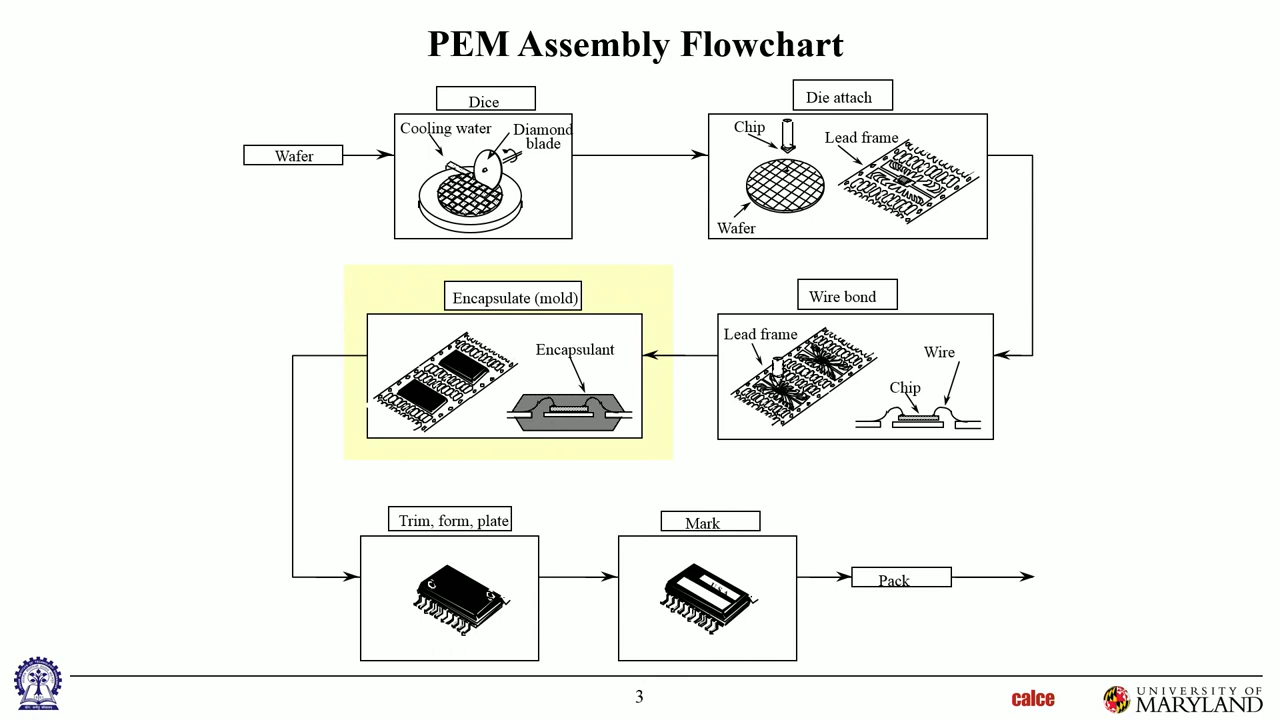 PEM Assembly Flowchart
Wafer
Dice
Cooling water
Diamond
blade
Die attach
Chip
Lead frame
Wafer
Encapsulate (mold)
Encapsulant
Wire bond
Lead frame
Wire
Chip
Trim, form, plate
Mark
USA
Pack
3
calce
UNIVERSITY OF
MARYLAND